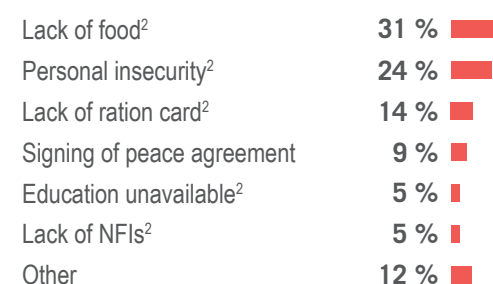 Lack of food² 31 %
Personal insecurity² 24 %
Lack of ration card² 14 %
Signing of peace agreement 9 %
Education unavailable² 5 %
Lack of NFIs² 5 %
Other 12 %